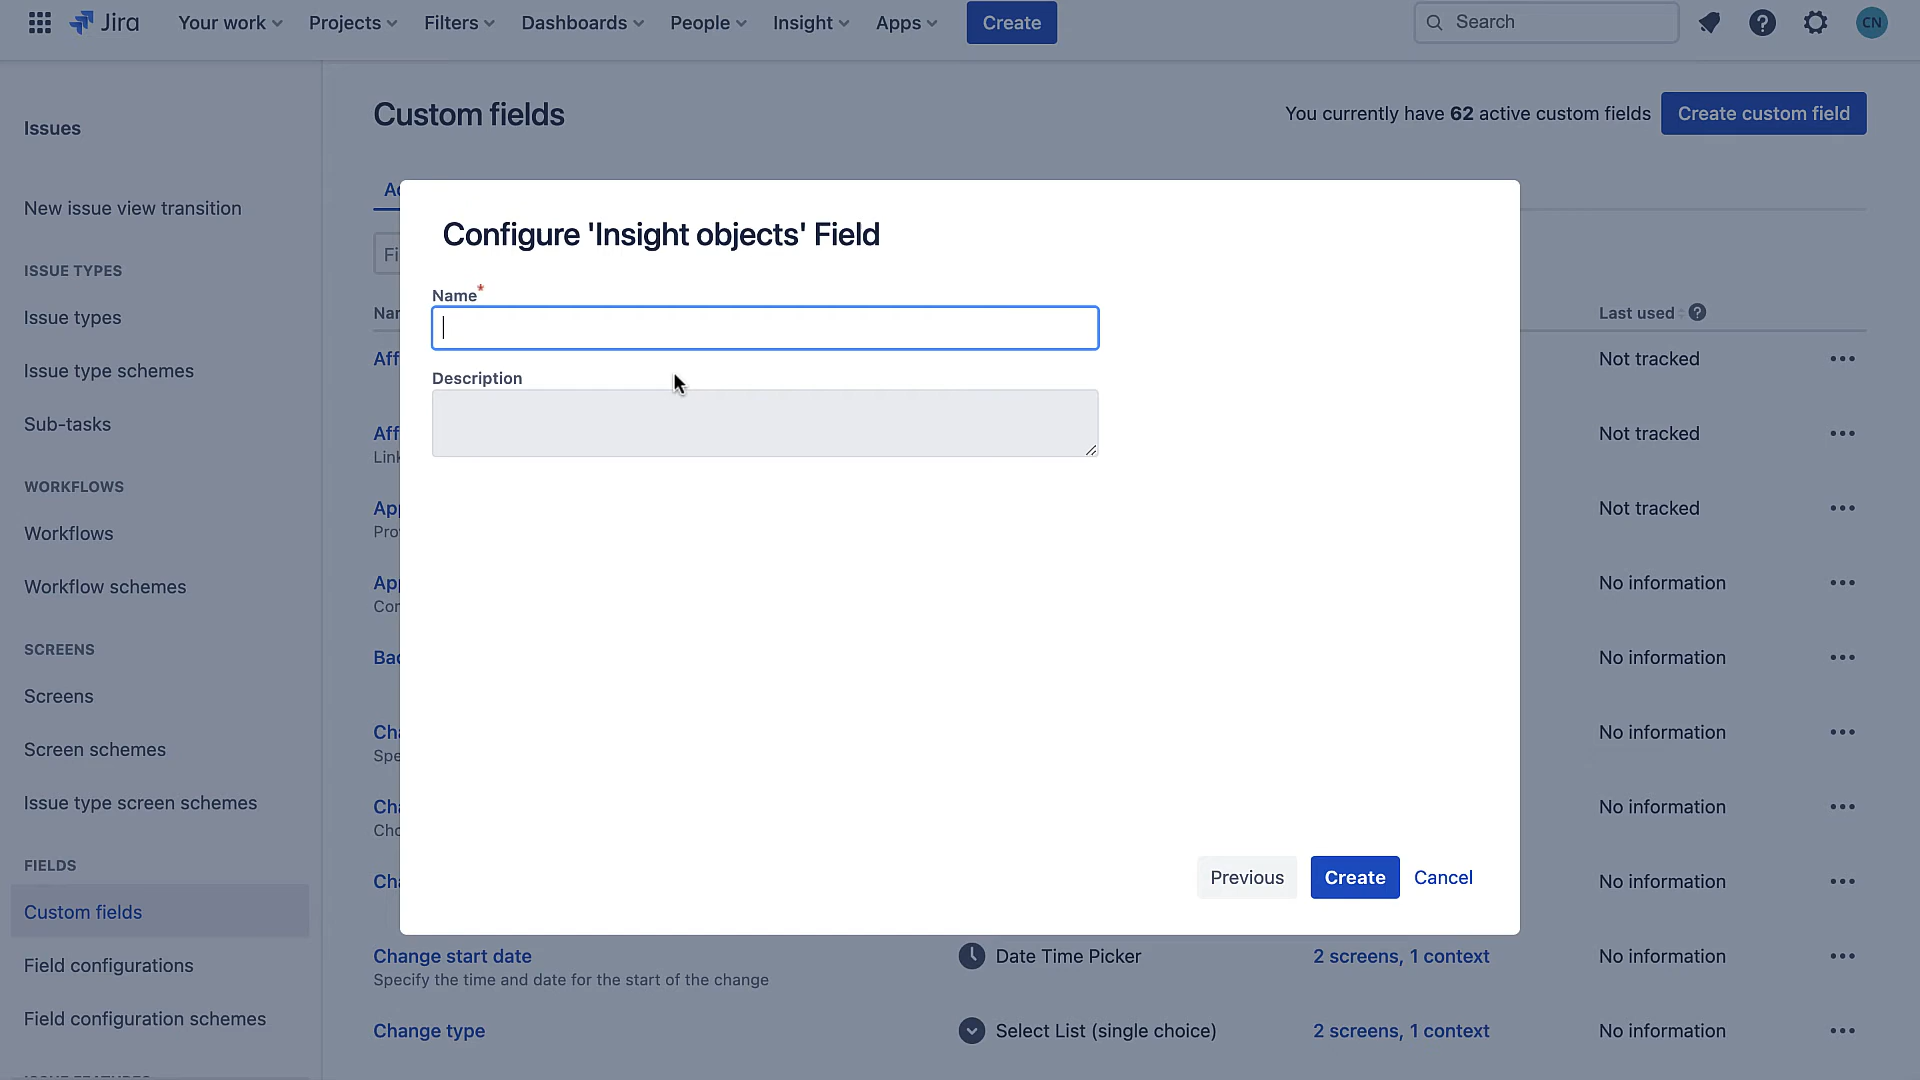 Jira Your work Projects Filters Dashboards People Insight Apps Create Search CN
Issues
New issue view transition
ISSUE TYPES
Issue types
Issue type schemes
Sub-tasks
WORKFLOWS
Workflows
Workflow schemes
SCREENS
Screens
Screen schemes
Issue type screen schemes
FIELDS
Custom fields
Field configurations
Field configuration schemes
Custom fields
You currently have 62 active custom fields Create custom field
Last used
Not tracked
Not tracked
Not tracked
No information
No information
No information
No information
No information
Change start date Date Time Picker 2 screens, 1 context No information
Specify the time and date for the start of the change
Change type Select List (single choice) 2 screens, 1 context No information
Configure 'Insight objects' Field
Name*
Description
Previous Create Cancel